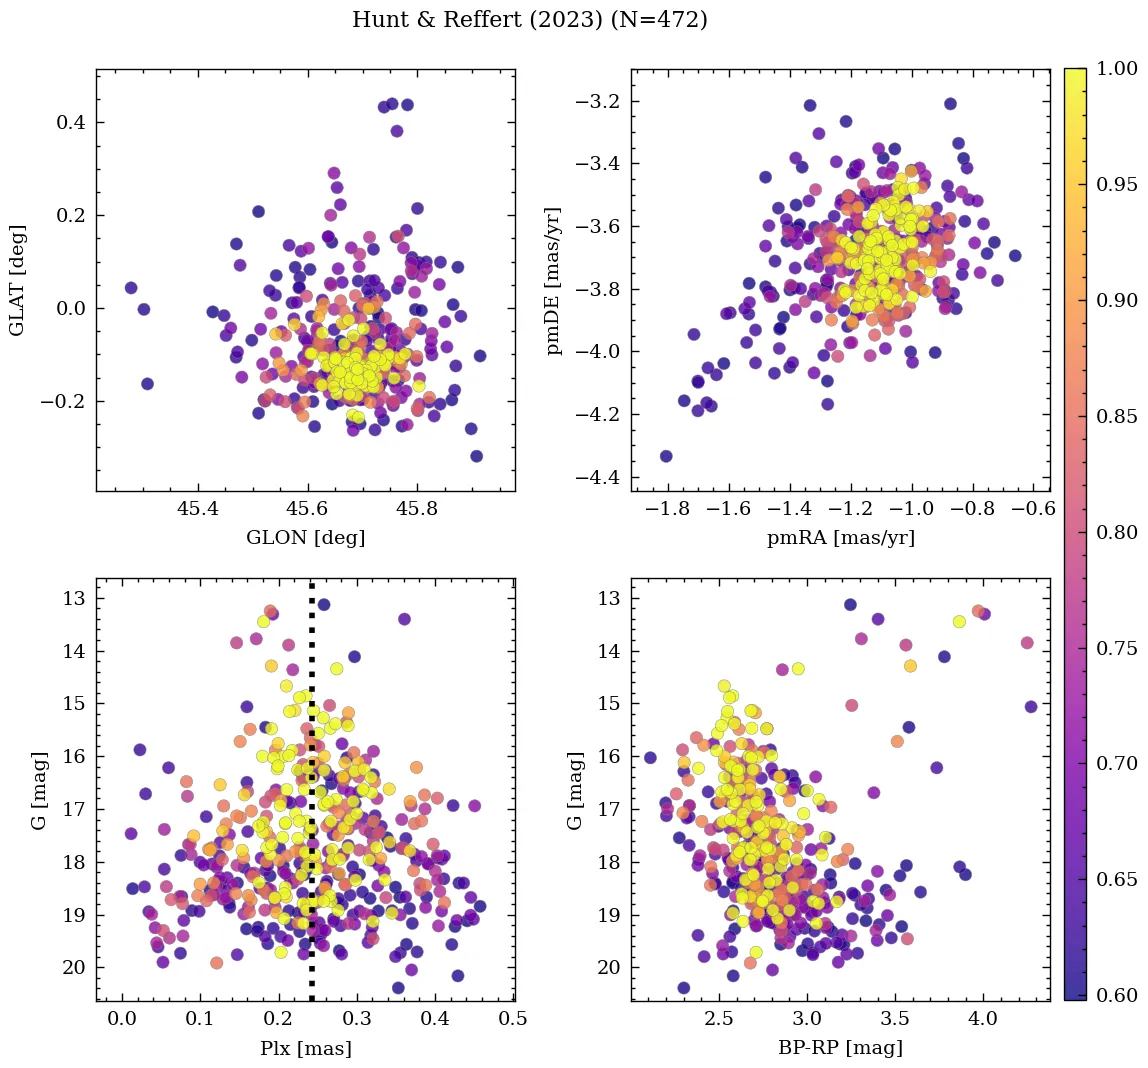 Hunt & Reffert (2023) (N=472)
0.4
0.2
0.0
−0.2
GLAT [deg]
45.4 45.6 45.8
GLON [deg]
−3.2
−3.4
−3.6
−3.8
−4.0
−4.2
−4.4
pmDE [mas/yr]
−1.8 −1.6 −1.4 −1.2 −1.0 −0.8 −0.6
pmRA [mas/yr]
1.00
0.95
0.90
0.85
0.80
0.75
0.70
0.65
0.60
13
14
15
16
17
18
19
20
G [mag]
0.0 0.1 0.2 0.3 0.4 0.5
Plx [mas]
13
14
15
16
17
18
19
20
G [mag]
2.5 3.0 3.5 4.0
BP-RP [mag]